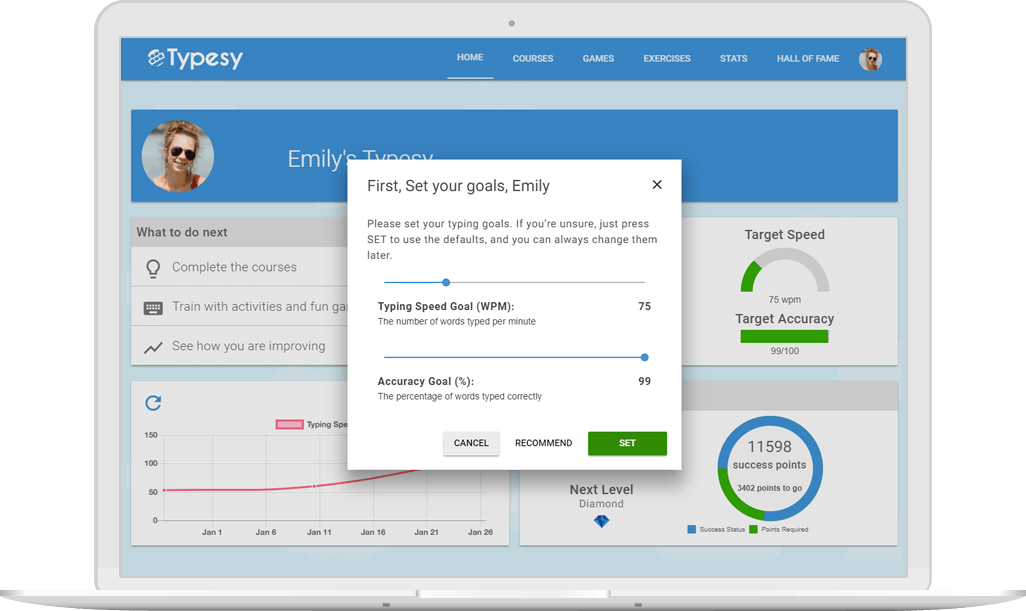 Typesy
HOME
COURSES
GAMES
EXERCISES
STATS
HALL OF FAME
Emily's Typesy
First, Set your goals, Emily
Please set your typing goals. If you're unsure, just press
SET to use the defaults, and you can always change them
later.
Typing Speed Goal (WPM):
75
The number of words typed per minute
Accuracy Goal (%):
99
The percentage of words typed correctly
CANCEL
RECOMMEND
SET
What to do next
Complete the courses
Train with activities and fun ga
See how you are improving
Target Speed
75 wpm
Target Accuracy
99/100
Typing Spe
150
100
50
0
Jan 1
Jan 6
Jan 11
Jan 16
Jan 21
Jan 26
Next Level
Diamond
11598
success points
3402 points to go
Success Status
Points Required